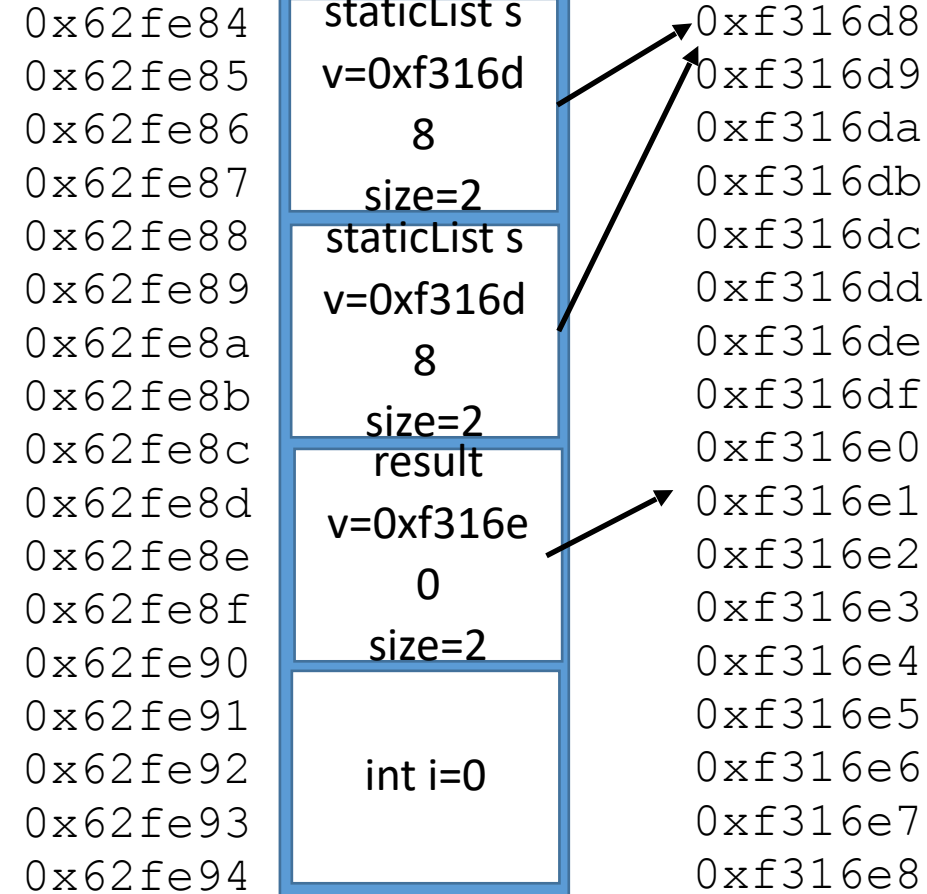 0x62fe84
0x62fe85
0x62fe86
0x62fe87
0x62fe88
0x62fe89
0x62fe8a
0x62fe8b
0x62fe8c
0x62fe8d
0x62fe8e
0x62fe8f
0x62fe90
0x62fe91
0x62fe92
0x62fe93
0x62fe94
staticList s
v=0xf316d
8
size=2
staticList s
v=0xf316d
8
size=2
result
v=0xf316e
0
size=2
int i=0
0xf316d8
0xf316d9
0xf316da
0xf316db
0xf316dc
0xf316dd
0xf316de
0xf316df
0xf316e0
0xf316e1
0xf316e2
0xf316e3
0xf316e4
0xf316e5
0xf316e6
0xf316e7
0xf316e8